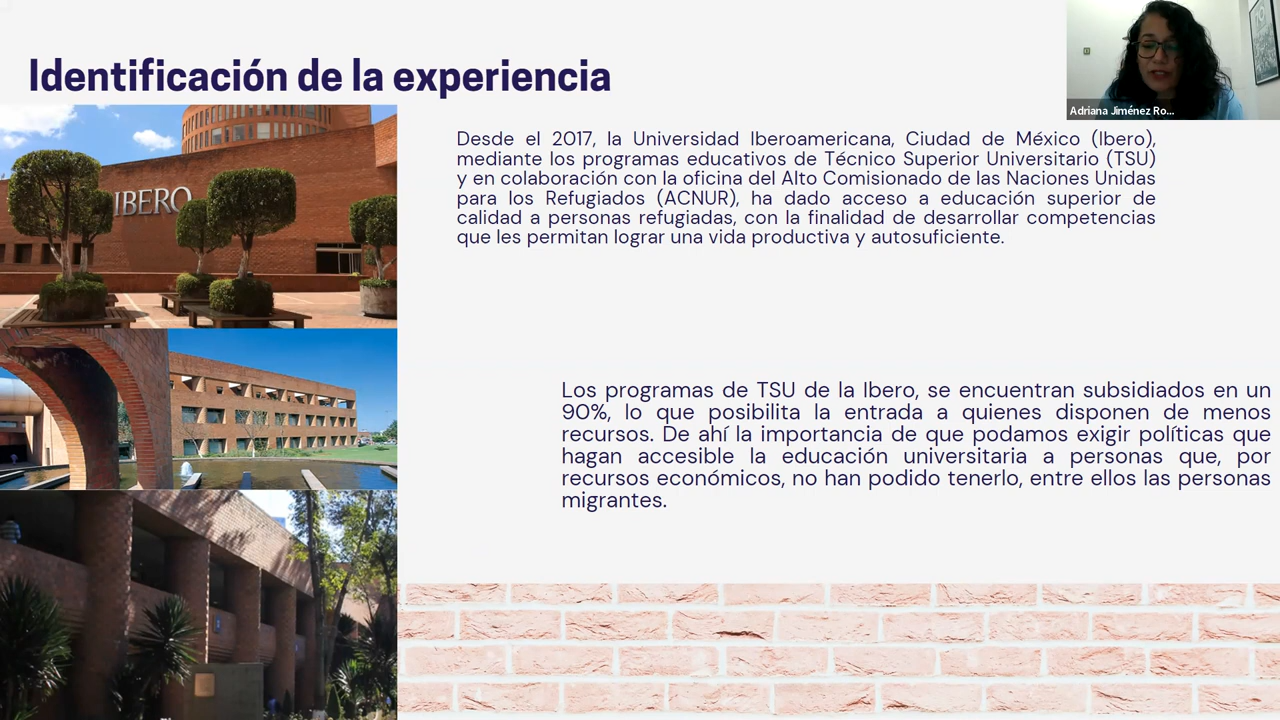 Identificación de la experiencia
Adriana Jiménez Ro...
IBERO
Desde el 2017, la Universidad Iberoamericana, Ciudad de México (Ibero),
mediante los programas educativos de Técnico Superior Universitario (TSU)
y en colaboración con la oficina del Alto Comisionado de las Naciones Unidas
para los Refugiados (ACNUR), ha dado acceso a educación superior de
calidad a personas refugiadas, con la finalidad de desarrollar competencias
que les permitan lograr una vida productiva y autosuficiente.
Los programas de TSU de la Ibero, se encuentran subsidiados en un
90%, lo que posibilita la entrada a quienes disponen de menos
recursos. De ahí la importancia de que podamos exigir políticas que
hagan accesible la educación universitaria a personas que, por
recursos económicos, no han podido tenerlo, entre ellos las personas
migrantes.